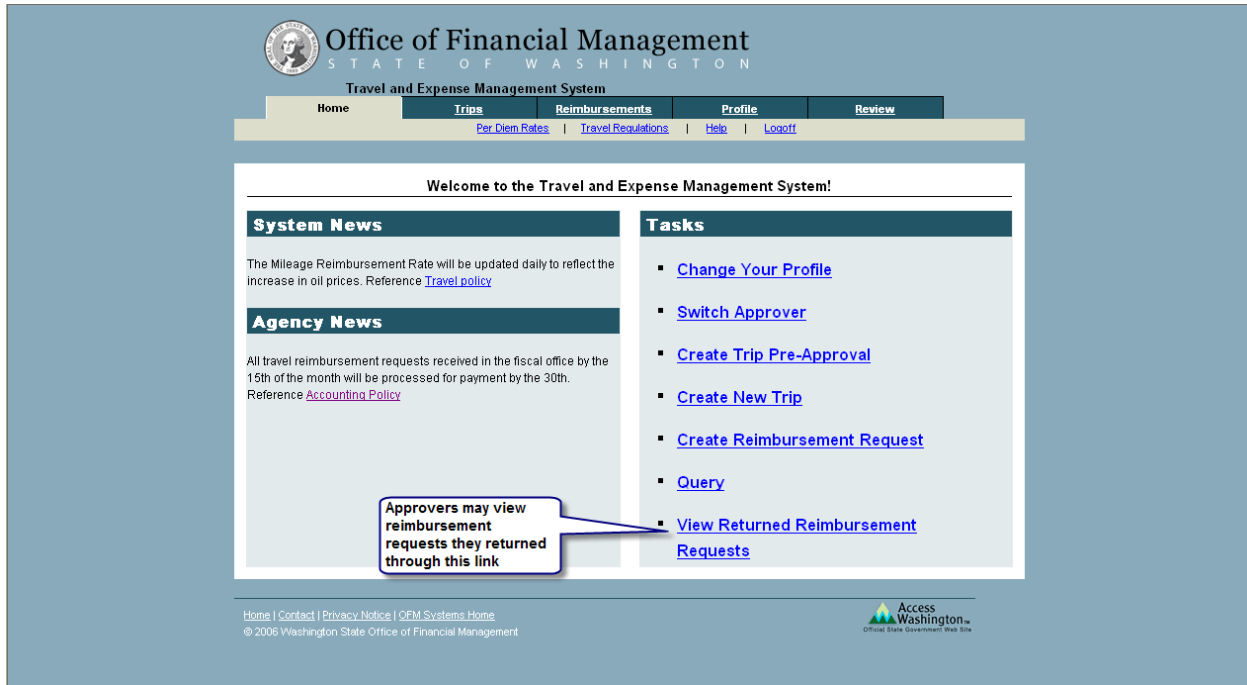 Office of Financial Management
STATE OF WASHINGTON
Travel and Expense Management System
Home Trips Reimbursements Profile Review
Per Diem Rates | Travel Regulations | Help | Logoff
Welcome to the Travel and Expense Management System!
System News
The Mileage Reimbursement Rate will be updated daily to reflect the
increase in oil prices. Reference Travel policy
Agency News
All travel reimbursement requests received in the fiscal office by the
15th of the month will be processed for payment by the 30th.
Reference Accounting Policy
Tasks
Change Your Profile
Switch Approver
Create Trip Pre-Approval
Create New Trip
Create Reimbursement Request
Query
View Returned Reimbursement
Requests
Approvers may view
reimbursement
requests they returned
through this link
Home | Contact | Privacy Notice | OFM Systems Home
© 2006 Washington State Office of Financial Management
Access
Washington™
Official State Government Web Site